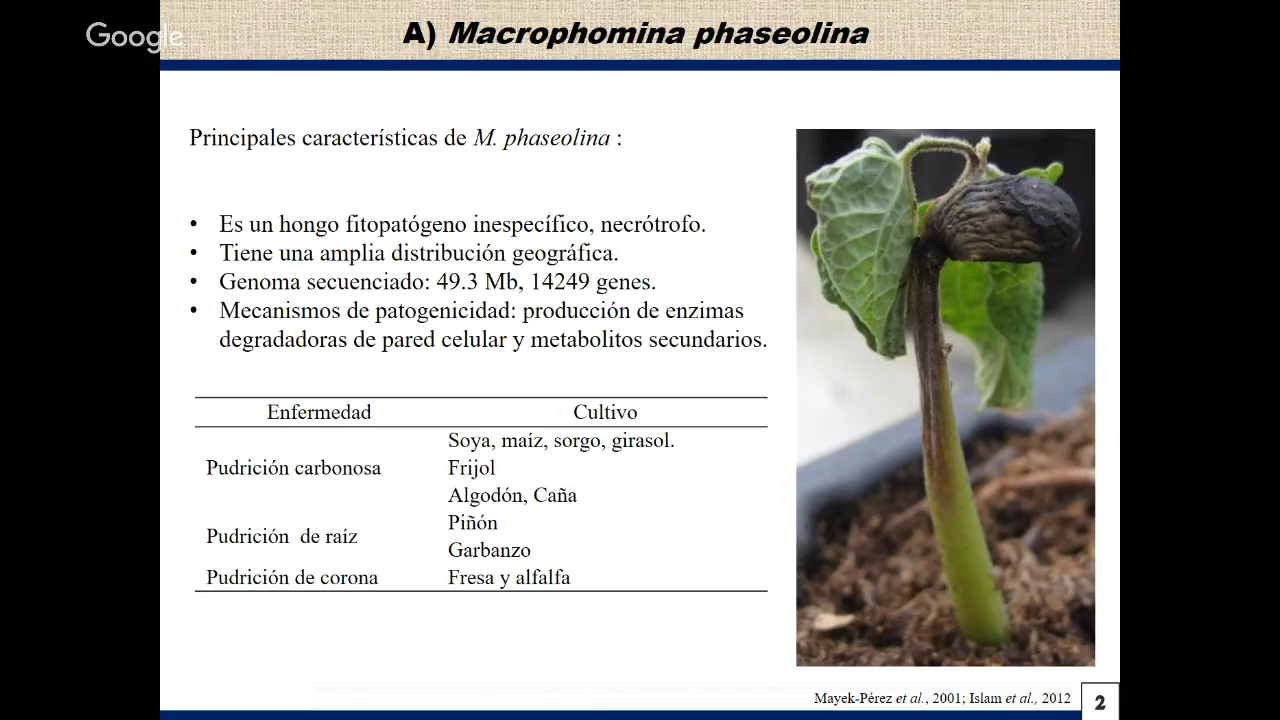 Google
A) Macrophomina phaseolina
Principales características de M. phaseolina :
• Es un hongo fitopatógeno inespecífico, necrótrofo.
• Tiene una amplia distribución geográfica.
• Genoma secuenciado: 49.3 Mb, 14249 genes.
• Mecanismos de patogenicidad: producción de enzimas
degradadoras de pared celular y metabolitos secundarios.
Enfermedad Cultivo
Soya, maíz, sorgo, girasol.
Pudrición carbonosa Frijol
Algodón, Caña
Piñón
Pudrición de raíz
Garbanzo
Pudrición de corona Fresa y alfalfa
Mayek-Pérez et al., 2001; Islam et al., 2012
2